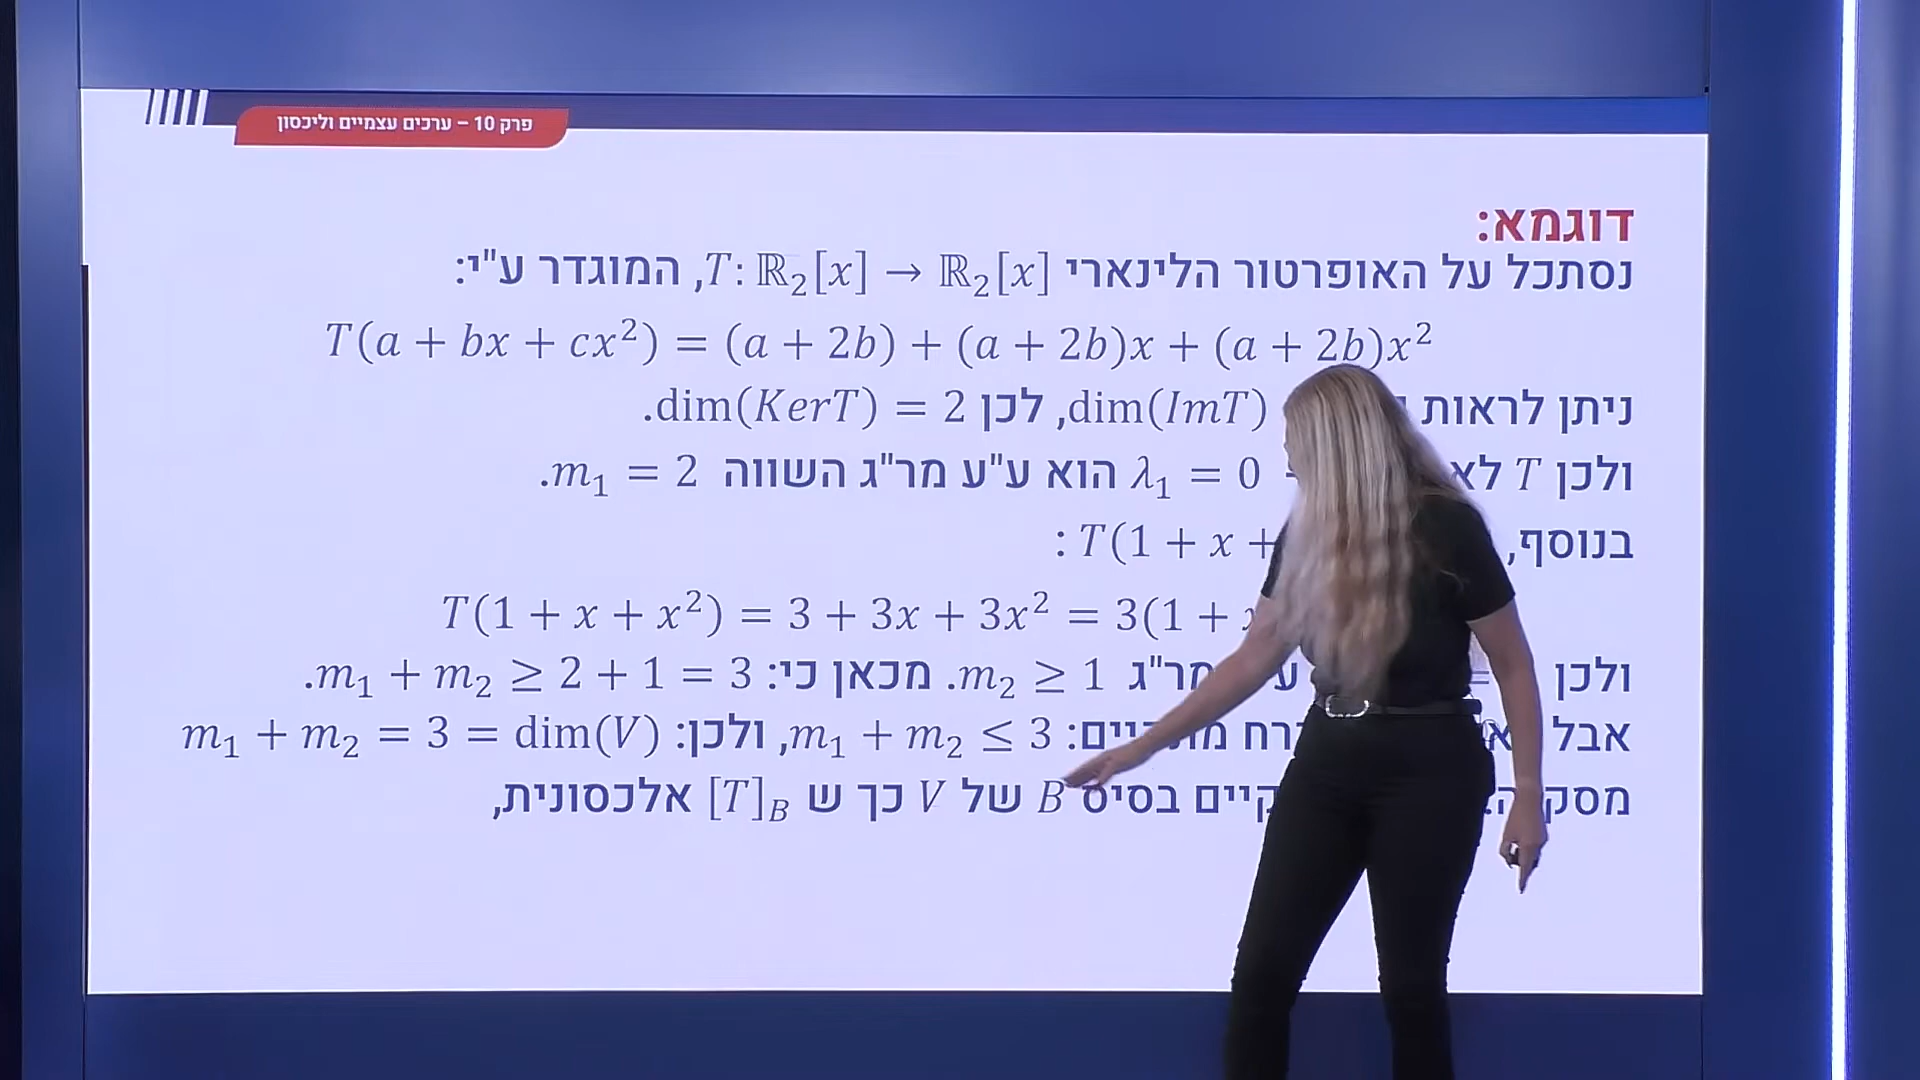 פרק 10 – ערכים עצמיים וליכסון
דוגמא:
נסתכל על האופרטור הלינארי T: ℝ₂[x] → ℝ₂[x], המוגדר ע"י:
T(a + bx + cx²) = (a + 2b) + (a + 2b)x + (a + 2b)x²
ניתן לראות dim(ImT), לכן dim(KerT) = 2.
ולכן T λ₁ = 0 הוא ע"ע מר"ג השווה m₁ = 2.
בנוסף, T(1 + x + :
T(1 + x + x²) = 3 + 3x + 3x² = 3(1 +
ולכן מר"ג m₂ ≥ 1. מכאן כי: m₁ + m₂ ≥ 2 + 1 = 3.
אבל m₁ + m₂ ≤ 3, ולכן: m₁ + m₂ = 3 = dim(V)
בסיס B של V כך ש [T]_B אלכסונית,